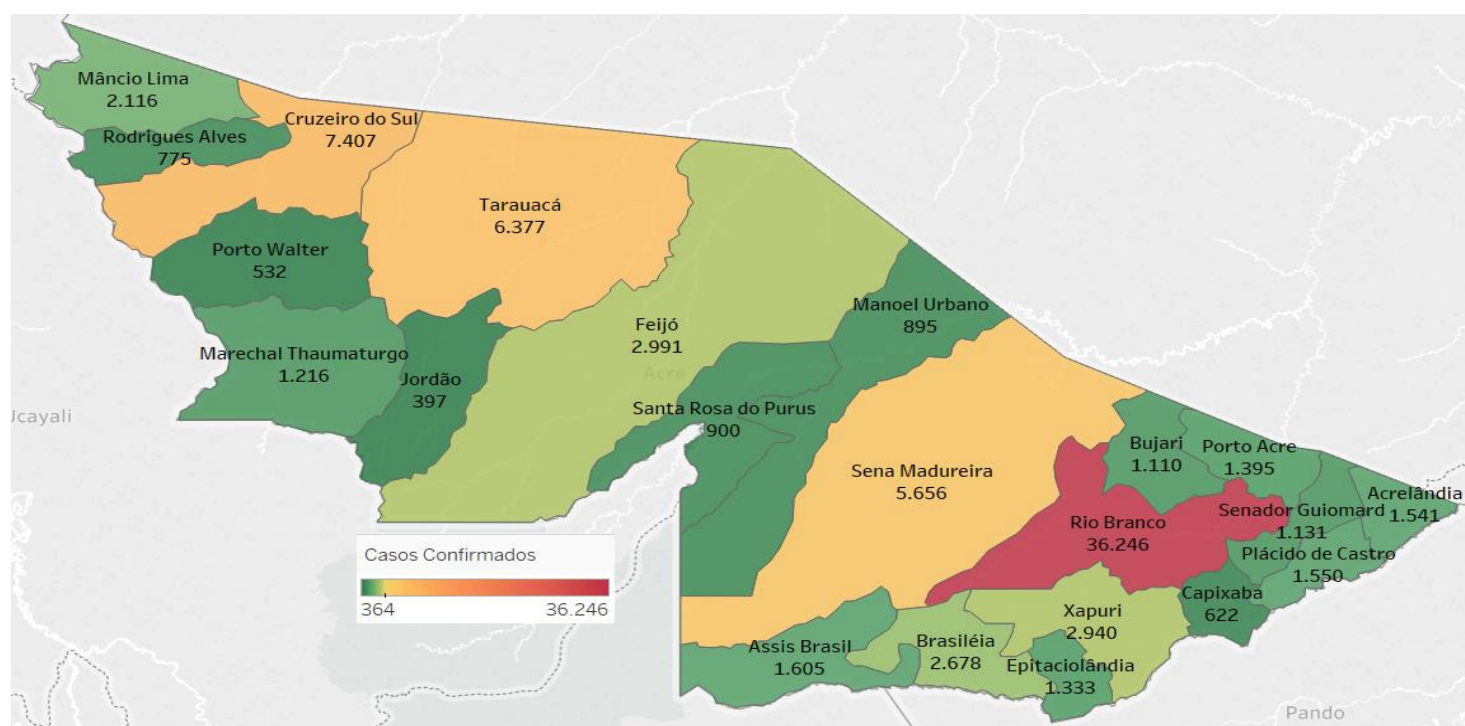 Mâncio Lima
2.116
Rodrigues Alves
775
Cruzeiro do Sul
7.407
Tarauacá
6.377
Porto Walter
532
Marechal Thaumaturgo
1.216
Jordão
397
Feijó
2.991
Acre
Manoel Urbano
895
Santa Rosa do Purus
900
Sena Madureira
5.656
Bujari
1.110
Porto Acre
1.395
Acrelândia
1.541
Senador Guiomard
1.131
Rio Branco
36.246
Plácido de Castro
1.550
Capixaba
622
Xapuri
2.940
Assis Brasil
1.605
Brasiléia
2.678
Epitaciolândia
1.333
Casos Confirmados
364 36.246
Ucayali
Pando